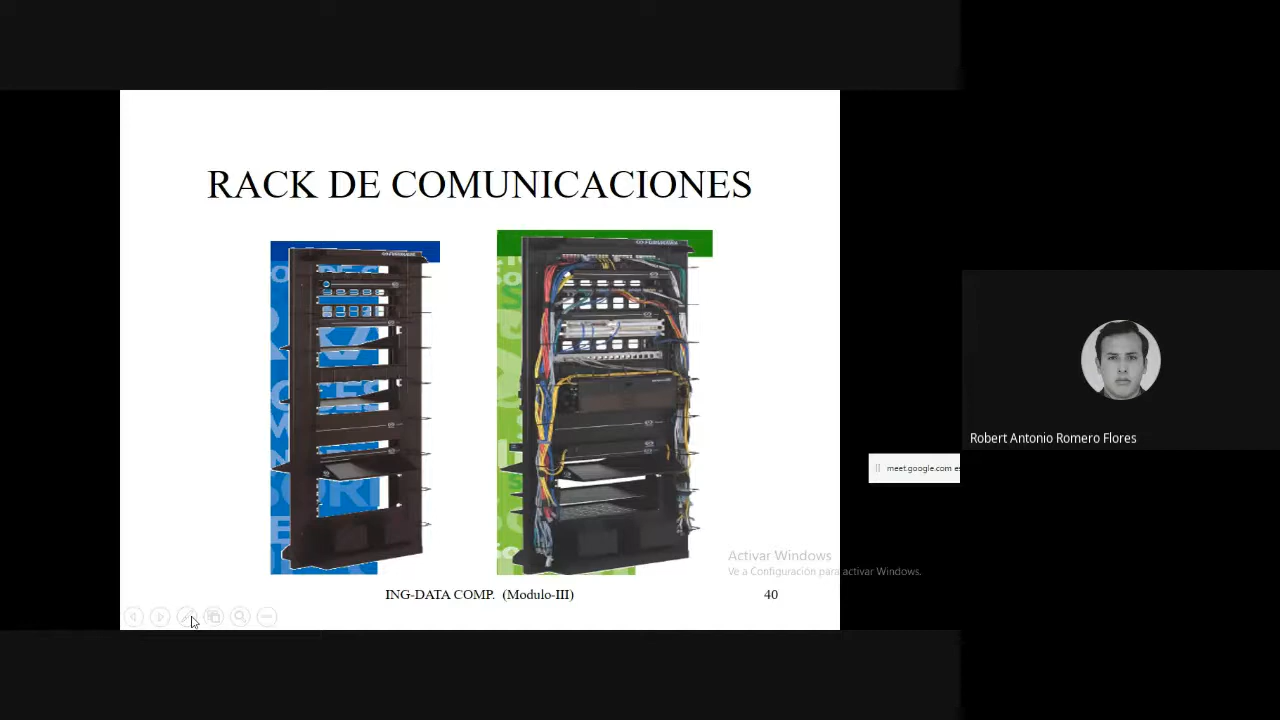 RACK DE COMUNICACIONES
Robert Antonio Romero Flores
meet.google.com es
Activar Windows
Ve a Configuración para activar Windows.
ING-DATA COMP. (Modulo-III)
40